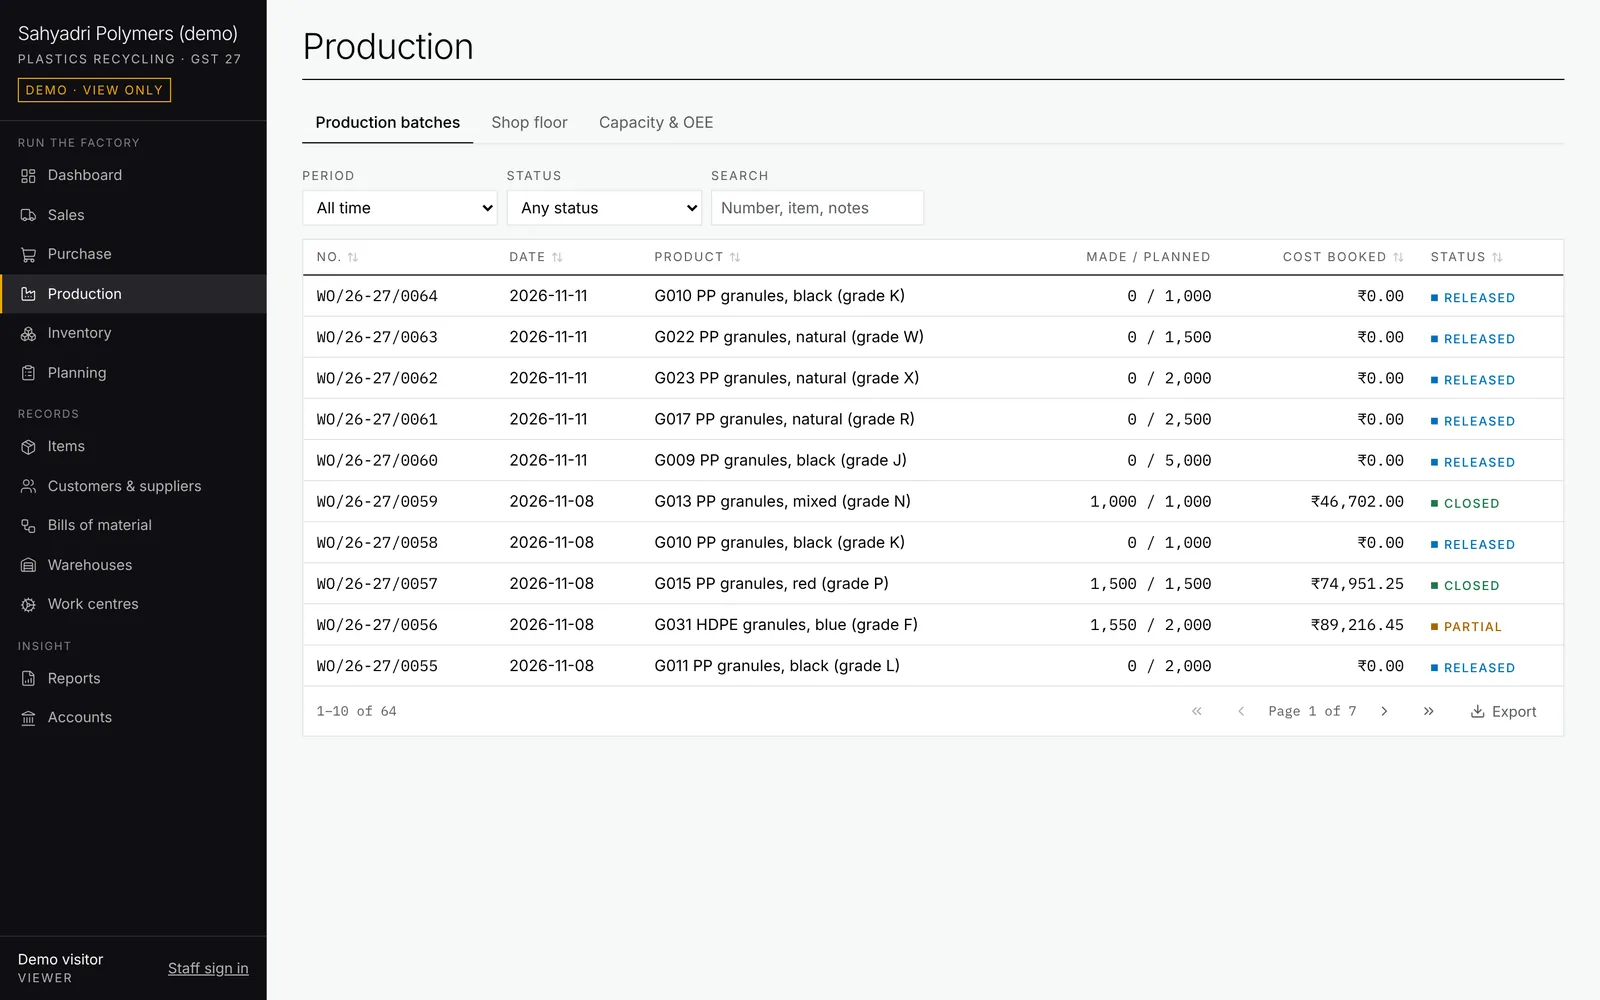 Sahyadri Polymers (demo)
PLASTICS RECYCLING · GST 27
DEMO · VIEW ONLY
RUN THE FACTORY
Dashboard
Sales
Purchase
Production
Inventory
Planning
RECORDS
Items
Customers & suppliers
Bills of material
Warehouses
Work centres
INSIGHT
Reports
Accounts
Demo visitor
VIEWER
Staff sign in
Production
Production batches Shop floor Capacity & OEE
PERIOD STATUS SEARCH
All time Any status Number, item, notes
NO. DATE PRODUCT MADE / PLANNED COST BOOKED STATUS
WO/26-27/0064 2026-11-11 G010 PP granules, black (grade K) 0 / 1,000 ₹0.00 RELEASED
WO/26-27/0063 2026-11-11 G022 PP granules, natural (grade W) 0 / 1,500 ₹0.00 RELEASED
WO/26-27/0062 2026-11-11 G023 PP granules, natural (grade X) 0 / 2,000 ₹0.00 RELEASED
WO/26-27/0061 2026-11-11 G017 PP granules, natural (grade R) 0 / 2,500 ₹0.00 RELEASED
WO/26-27/0060 2026-11-11 G009 PP granules, black (grade J) 0 / 5,000 ₹0.00 RELEASED
WO/26-27/0059 2026-11-08 G013 PP granules, mixed (grade N) 1,000 / 1,000 ₹46,702.00 CLOSED
WO/26-27/0058 2026-11-08 G010 PP granules, black (grade K) 0 / 1,000 ₹0.00 RELEASED
WO/26-27/0057 2026-11-08 G015 PP granules, red (grade P) 1,500 / 1,500 ₹74,951.25 CLOSED
WO/26-27/0056 2026-11-08 G031 HDPE granules, blue (grade F) 1,550 / 2,000 ₹89,216.45 PARTIAL
WO/26-27/0055 2026-11-08 G011 PP granules, black (grade L) 0 / 2,000 ₹0.00 RELEASED
1–10 of 64 « ‹ Page 1 of 7 › » Export